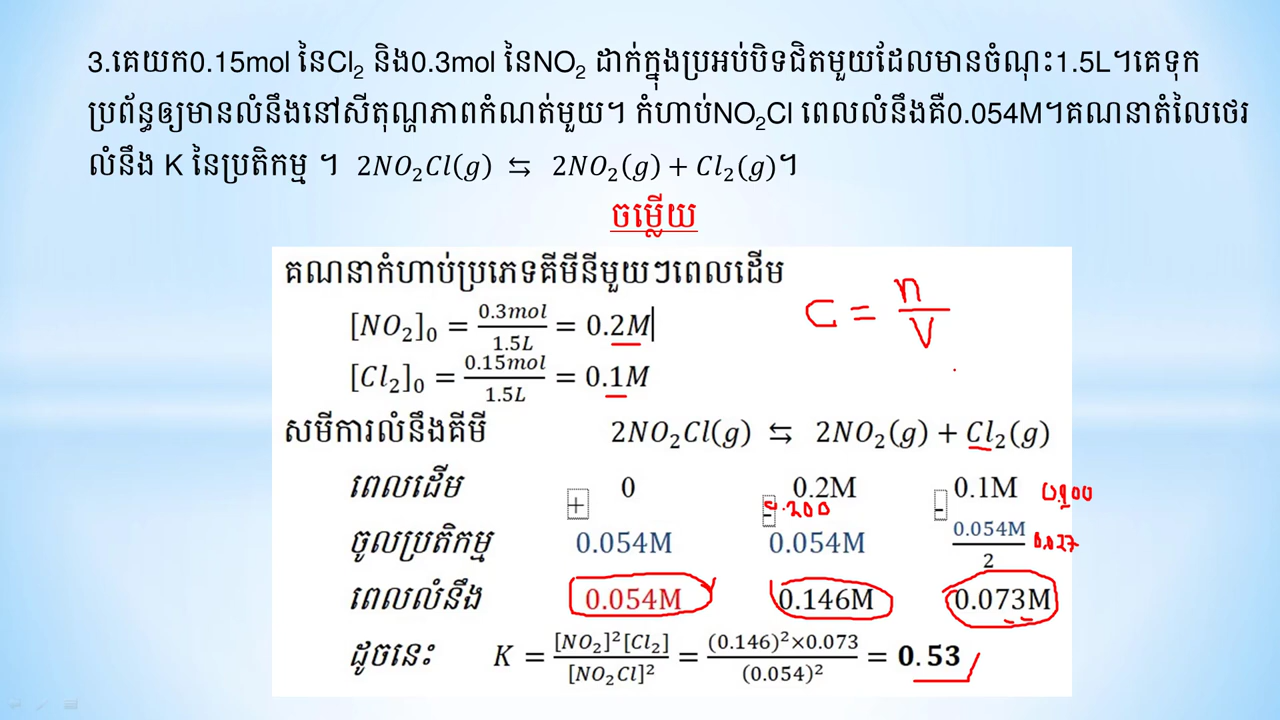 3.គេយក0.15mol នៃCl₂ និង0.3mol នៃNO₂ ដាក់ក្នុងប្រអប់បិទជិតមួយដែលមានចំណុះ1.5L។គេទុក
ប្រព័ន្ធឲ្យមានលំនឹងនៅសីតុណ្ហភាពកំណត់មួយ។ កំហាប់NO₂Cl ពេលលំនឹងគឺ0.054M។គណនាតំលៃថេរ
លំនឹង K នៃប្រតិកម្ម ។ 2NO₂Cl(g) ⇆ 2NO₂(g) + Cl₂(g)។
ចម្លើយ
គណនាកំហាប់ប្រភេទគីមីនីមួយៗពេលដើម
[NO₂]₀ = 0.3mol/1.5L = 0.2M
C = n/V
[Cl₂]₀ = 0.15mol/1.5L = 0.1M
សមីការលំនឹងគីមី 2NO₂Cl(g) ⇆ 2NO₂(g) + Cl₂(g)
ពេលដើម 0 0.2M 0.1M 0.100
+ - 0.200 -
ចូលប្រតិកម្ម 0.054M 0.054M 0.054M/2 0.027
ពេលលំនឹង 0.054M 0.146M 0.073M
ដូចនេះ K = [NO₂]²[Cl₂]/[NO₂Cl]² = (0.146)²×0.073/(0.054)² = 0.53